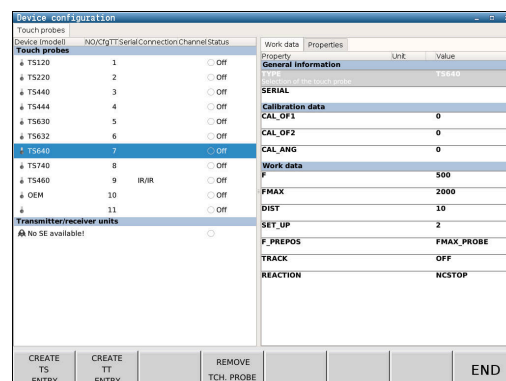 Device configuration
Touch probes
Device (model) NO/CfgTT Serial Connection Channel Status
Touch probes
TS120 1 Off
TS220 2 Off
TS440 3 Off
TS444 4 Off
TS630 5 Off
TS632 6 Off
TS640 7 Off
TS740 8 Off
TS460 9 IR/IR Off
OEM 10 Off
11 Off
Transmitter/receiver units
No SE available!
Work data Properties
Property Unit Value
General information
TYPE TS640
Selection of the touch probe
SERIAL
Calibration data
CAL_OF1 0
CAL_OF2 0
CAL_ANG 0
Work data
F 500
FMAX 2000
DIST 10
SET_UP 2
F_PREPOS FMAX_PROBE
TRACK OFF
REACTION NCSTOP
CREATE TS ENTRY
CREATE TT ENTRY
REMOVE TCH. PROBE
END